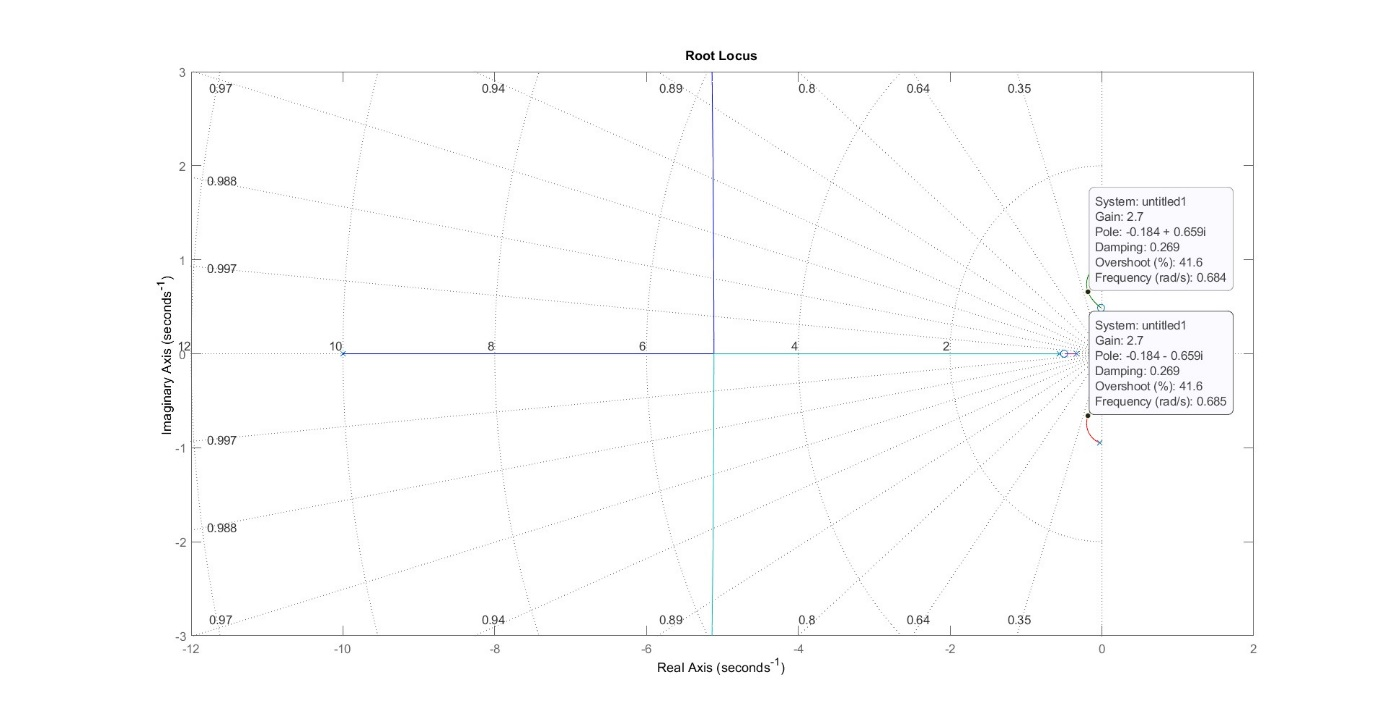 Root Locus
3
0.97
0.94
0.89
0.8
0.64
0.35
2
0.988
System: untitled1
Gain: 2.7
Pole: -0.184 + 0.659i
Damping: 0.269
Overshoot (%): 41.6
Frequency (rad/s): 0.684
1
0.997
12
10
8
6
4
2
0
System: untitled1
Gain: 2.7
Pole: -0.184 - 0.659i
Damping: 0.269
Overshoot (%): 41.6
Frequency (rad/s): 0.685
Imaginary Axis (seconds-1)
0.997
-1
0.988
-2
0.97
0.94
0.89
0.8
0.64
0.35
-3
-12
-10
-8
-6
-4
-2
0
2
Real Axis (seconds-1)